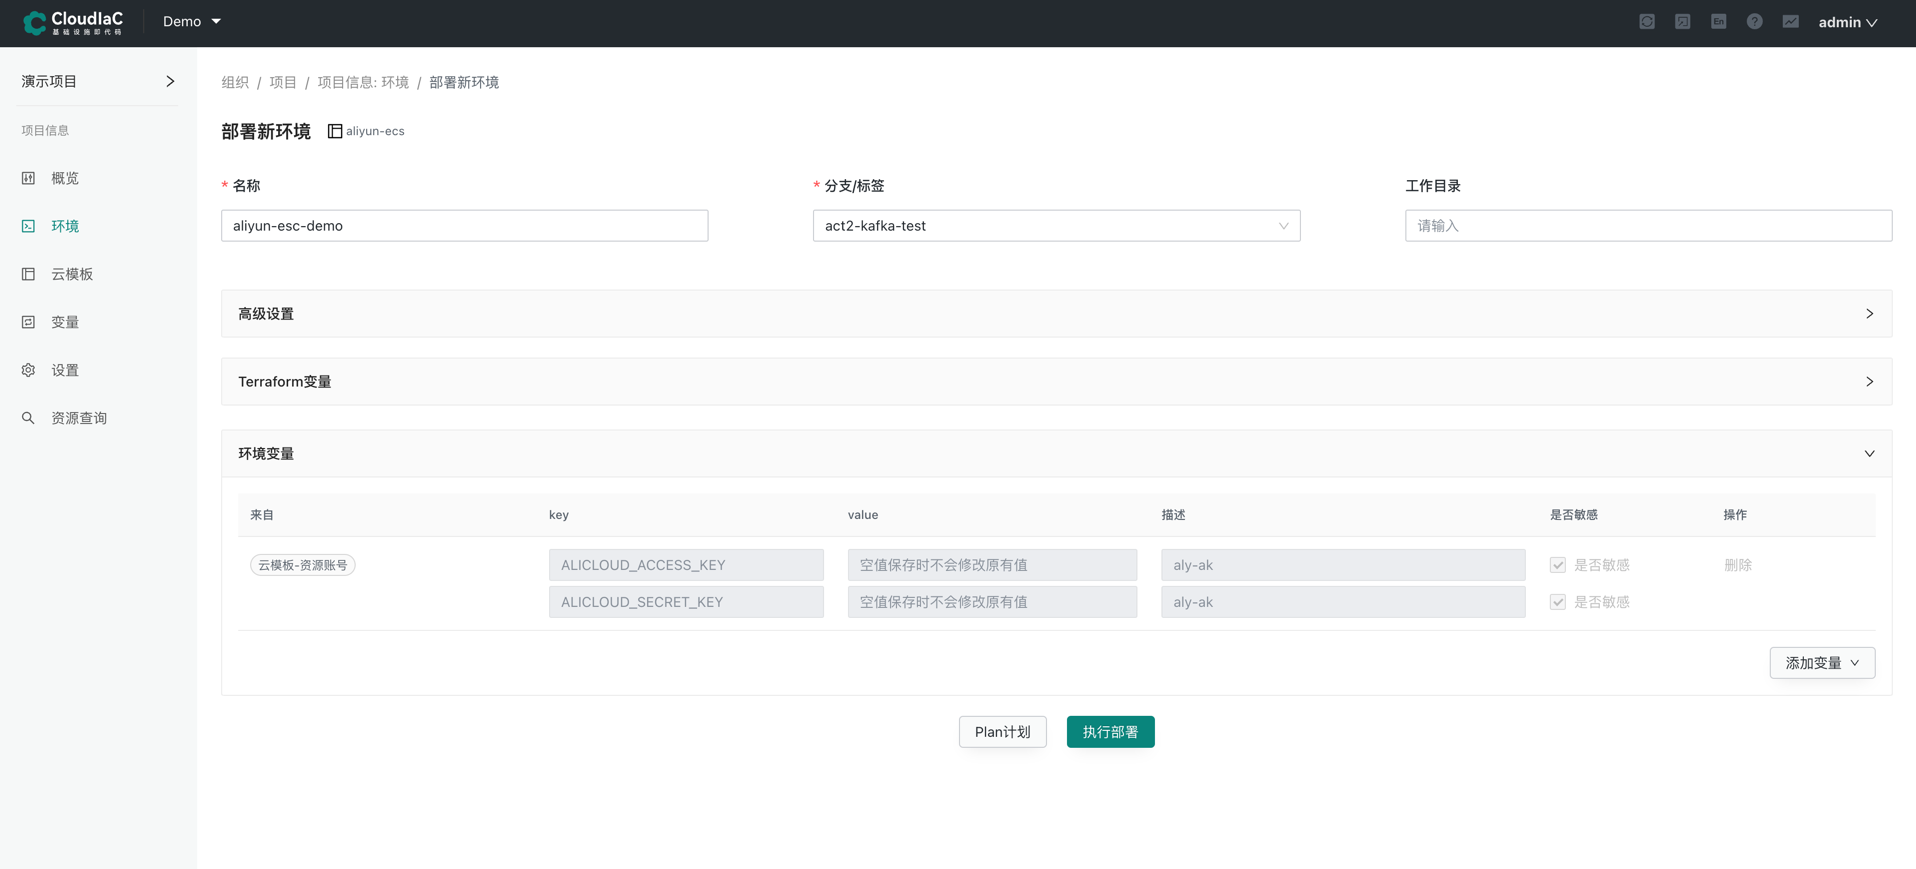 CloudIaC
基础设施即代码
Demo
En
?
admin
演示项目
项目信息
概览
环境
云模板
变量
设置
资源查询
组织 / 项目 / 项目信息: 环境 / 部署新环境
部署新环境 aliyun-ecs
* 名称
* 分支/标签
工作目录
aliyun-esc-demo
act2-kafka-test
请输入
高级设置
Terraform变量
环境变量
来自 key value 描述 是否敏感 操作
云模板-资源账号 ALICLOUD_ACCESS_KEY 空值保存时不会修改原有值 aly-ak 是否敏感 删除
ALICLOUD_SECRET_KEY 空值保存时不会修改原有值 aly-ak 是否敏感
添加变量
Plan计划 执行部署